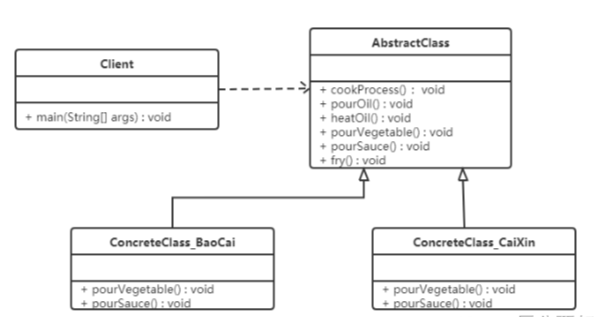 AbstractClass
Client
+ cookProcess() : void
+ pourOil() : void
+ heatOil() : void
+ main(String[] args) : void
+ pourVegetable() : void
+ pourSauce() : void
+ fry() : void
ConcreteClass_BaoCai
ConcreteClass_CaiXin
+ pourVegetable() : void
+ pourVegetable() : void
+ pourSauce() : void
+ pourSauce() : void